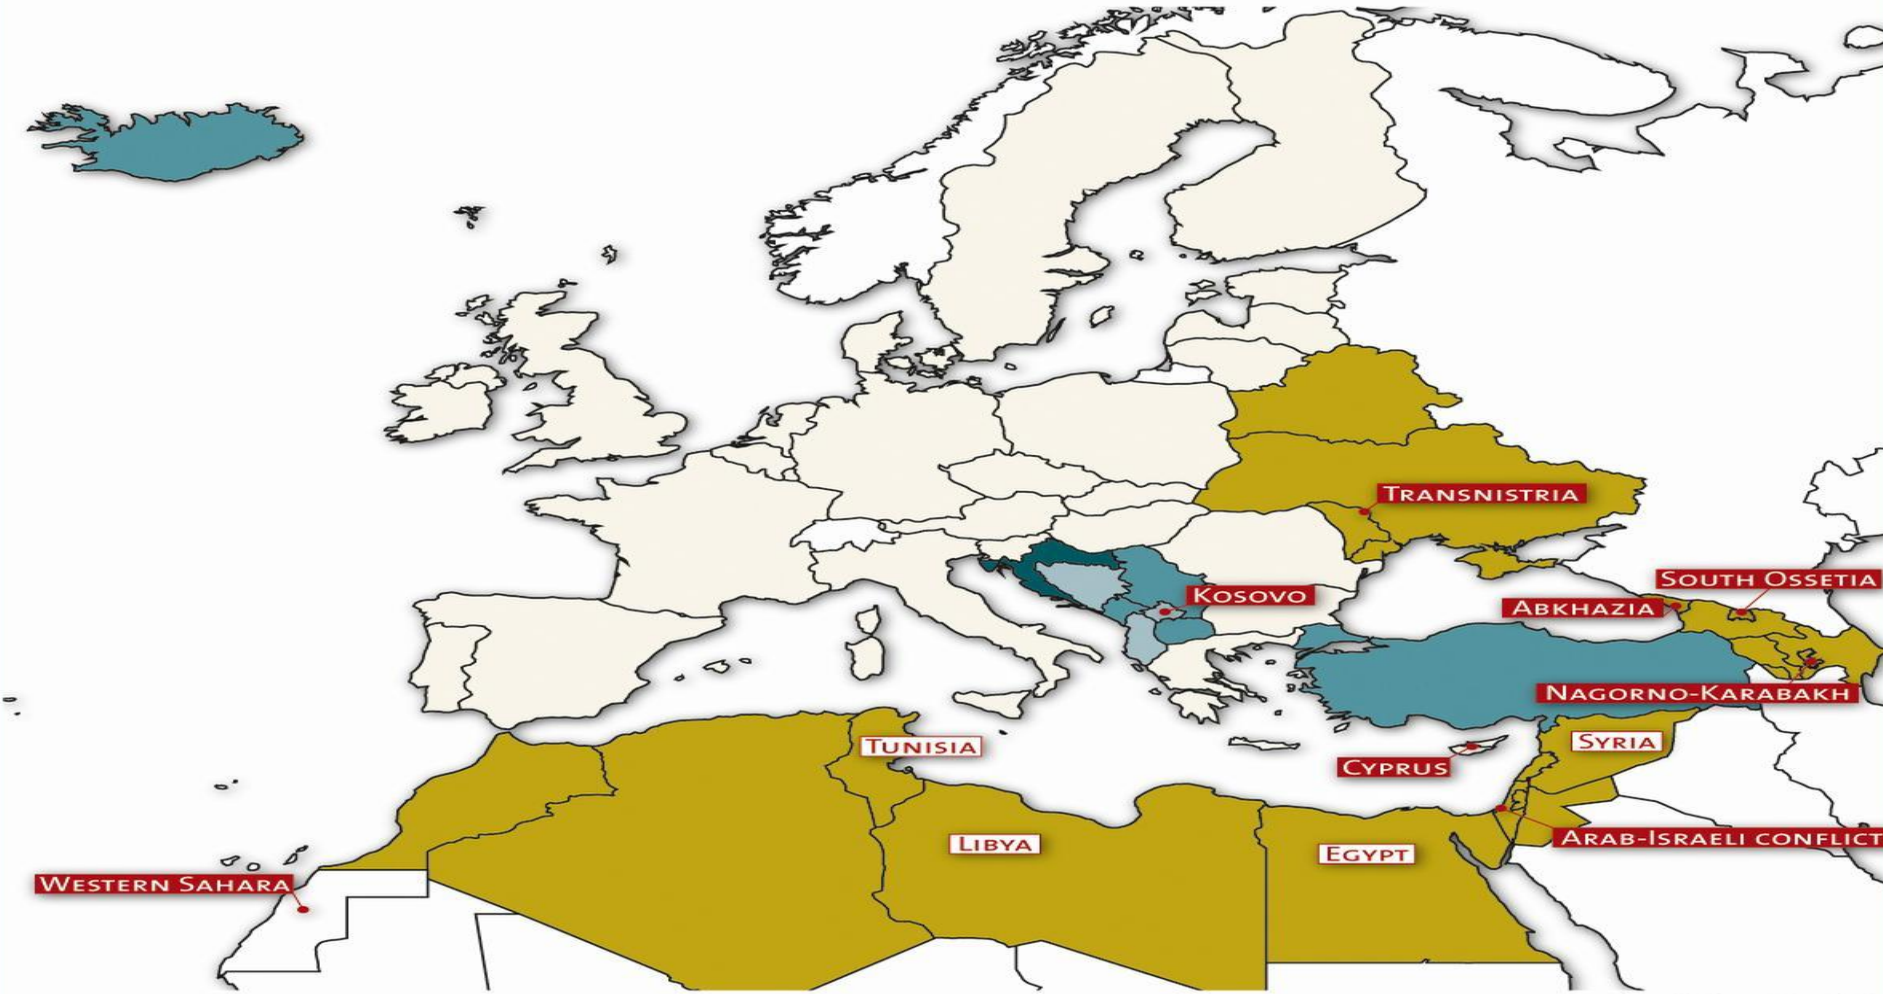 TRANSNISTRIA
SOUTH OSSETIA
KOSOVO
ABKHAZIA
NAGORNO-KARABAKH
TUNISIA
SYRIA
CYPRUS
LIBYA
EGYPT
ARAB-ISRAELI CONFLICT
WESTERN SAHARA